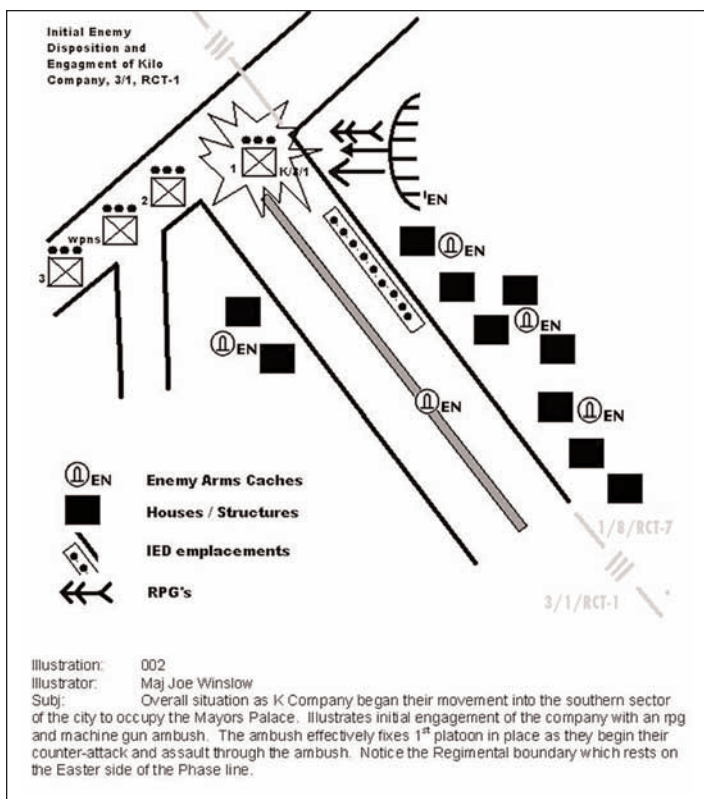 Initial Enemy
Disposition and
Engagment of Kilo
Company, 3/1, RCT-1
1
K/3/1
2
wpns
3
EN
EN
EN
EN
EN
EN
EN
Enemy Arms Caches
Houses / Structures
IED emplacements
RPG's
1/8/RCT-7
3/1/RCT-1
Illustration: 002
Illustrator: Maj Joe Winslow
Subj: Overall situation as K Company began their movement into the southern sector
of the city to occupy the Mayors Palace. Illustrates initial engagement of the company with an rpg
and machine gun ambush. The ambush effectively fixes 1st platoon in place as they begin their
counter-attack and assault through the ambush. Notice the Regimental boundary which rests on
the Easter side of the Phase line.